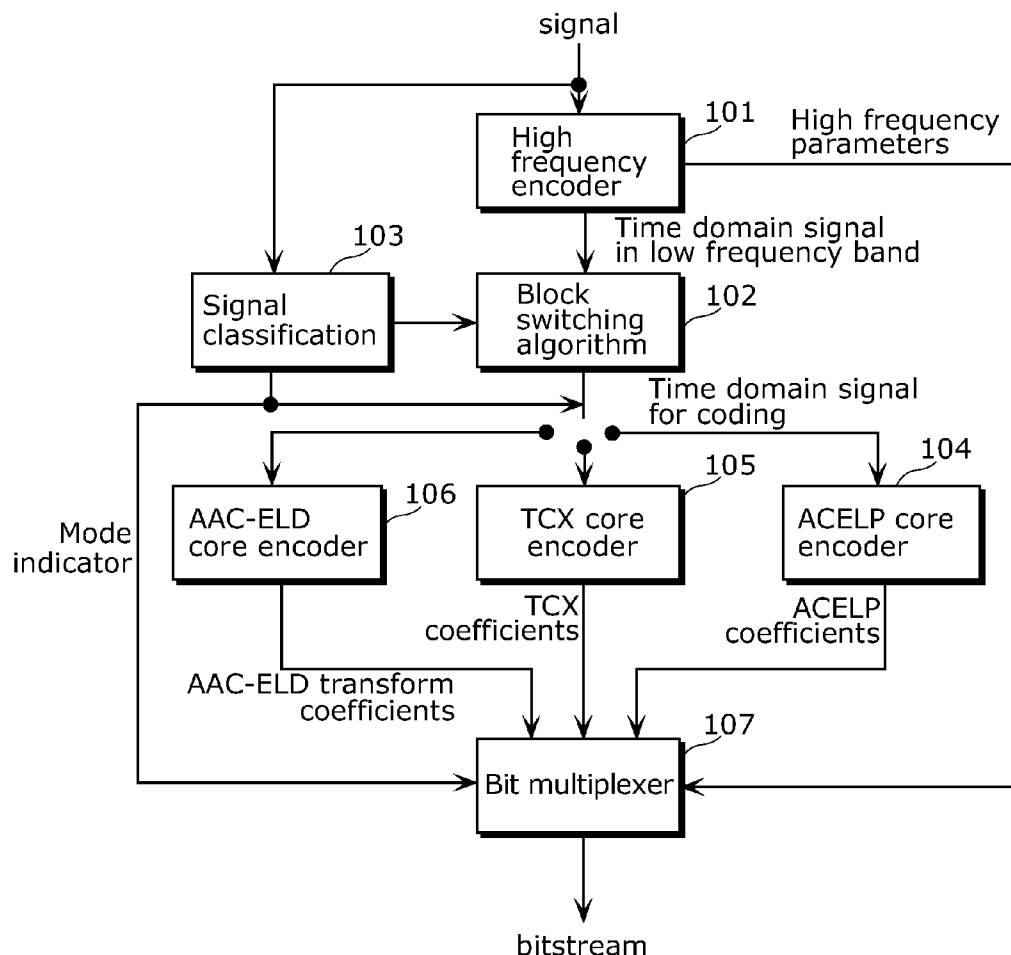 signal
101
High
frequency
encoder
High frequency
parameters
Time domain signal
in low frequency band
103
Signal
classification
102
Block
switching
algorithm
Time domain signal
for coding
106
AAC-ELD
core encoder
105
TCX core
encoder
104
ACELP core
encoder
Mode
indicator
TCX
coefficients
ACELP
coefficients
AAC-ELD transform
coefficients
107
Bit multiplexer
bitstream